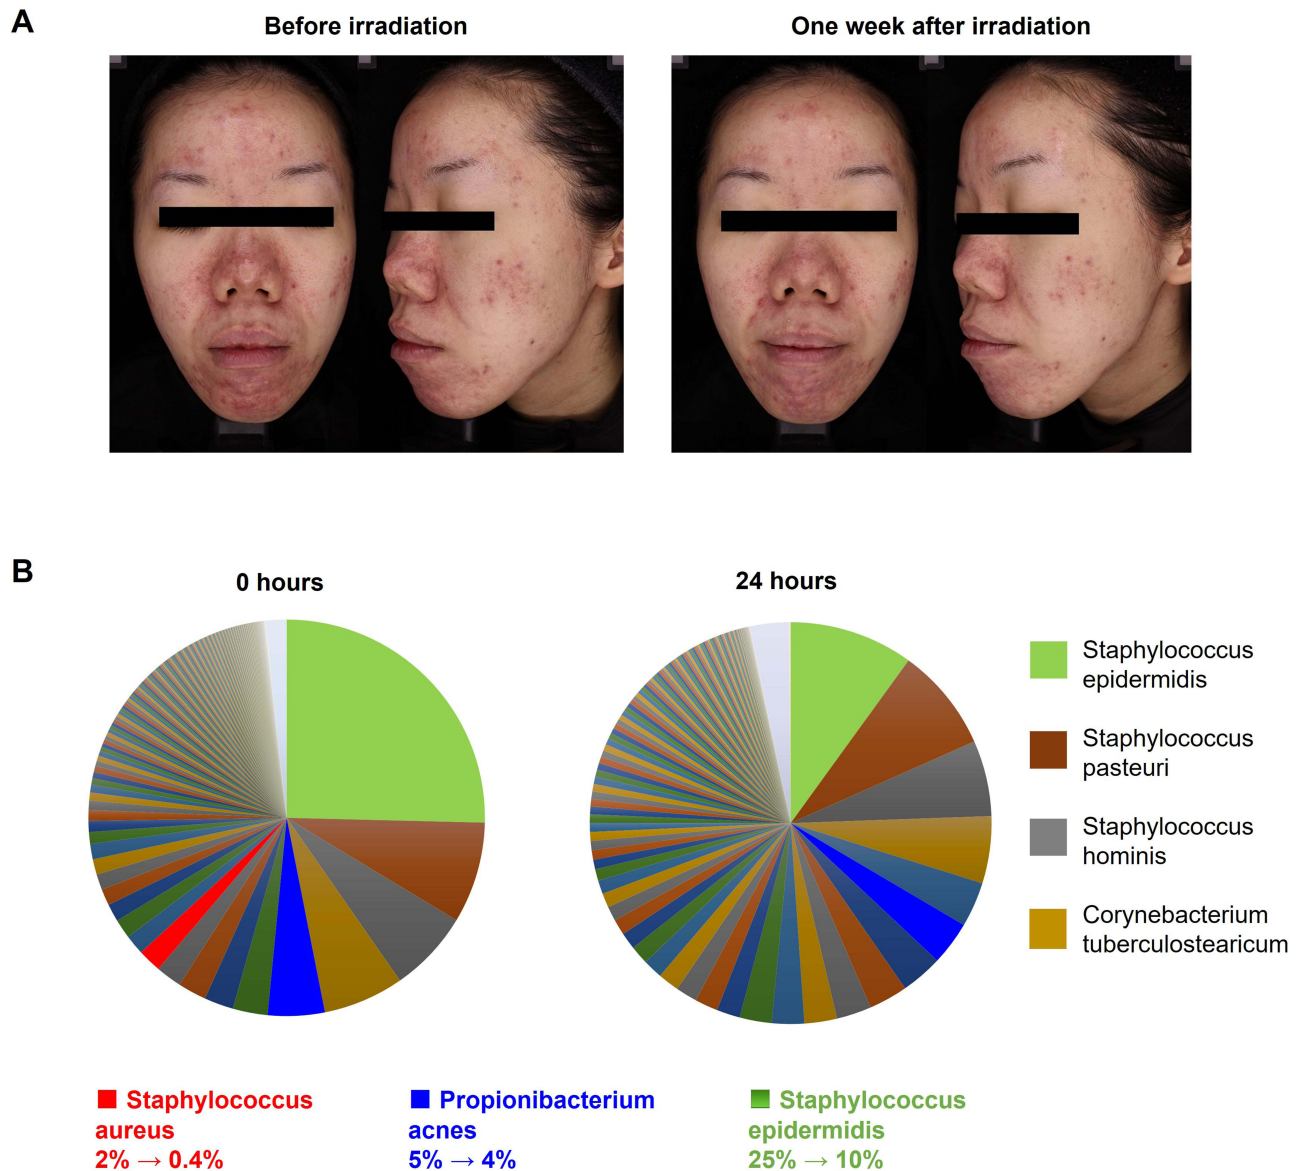 A
Before irradiation
One week after irradiation
B
0 hours
24 hours
Staphylococcus
epidermidis
Staphylococcus
pasteuri
Staphylococcus
hominis
Corynebacterium
tuberculostearicum
Staphylococcus
aureus
2% → 0.4%
Propionibacterium
acnes
5% → 4%
Staphylococcus
epidermidis
25% → 10%